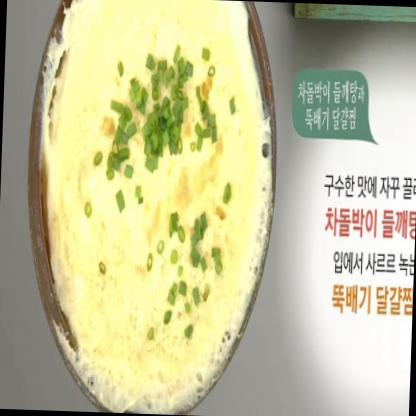 차돌박이 들깨탕과
뚝배기 달걀찜
구수한 맛에 자꾸 끌
차돌박이 들깨탕
입에서 사르르 녹는
뚝배기 달걀찜